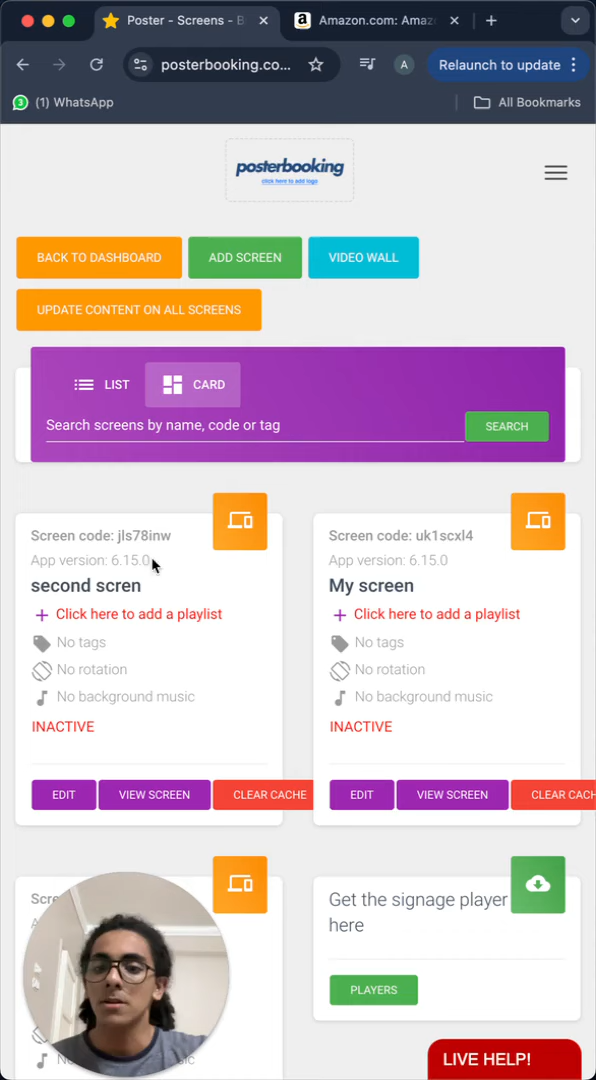 Poster - Screens - B
Amazon.com: Amaz
posterbooking.co...
A
Relaunch to update
3
(1) WhatsApp
All Bookmarks
posterbooking
click here to add logo
BACK TO DASHBOARD
ADD SCREEN
VIDEO WALL
UPDATE CONTENT ON ALL SCREENS
LIST
CARD
Search screens by name, code or tag
SEARCH
Screen code: jls78inw
App version: 6.15.0
second scren
Click here to add a playlist
No tags
No rotation
No background music
INACTIVE
EDIT
VIEW SCREEN
CLEAR CACHE
Screen code: uk1scxl4
App version: 6.15.0
My screen
Click here to add a playlist
No tags
No rotation
No background music
INACTIVE
EDIT
VIEW SCREEN
CLEAR CACH
Get the signage player
here
PLAYERS
LIVE HELP!